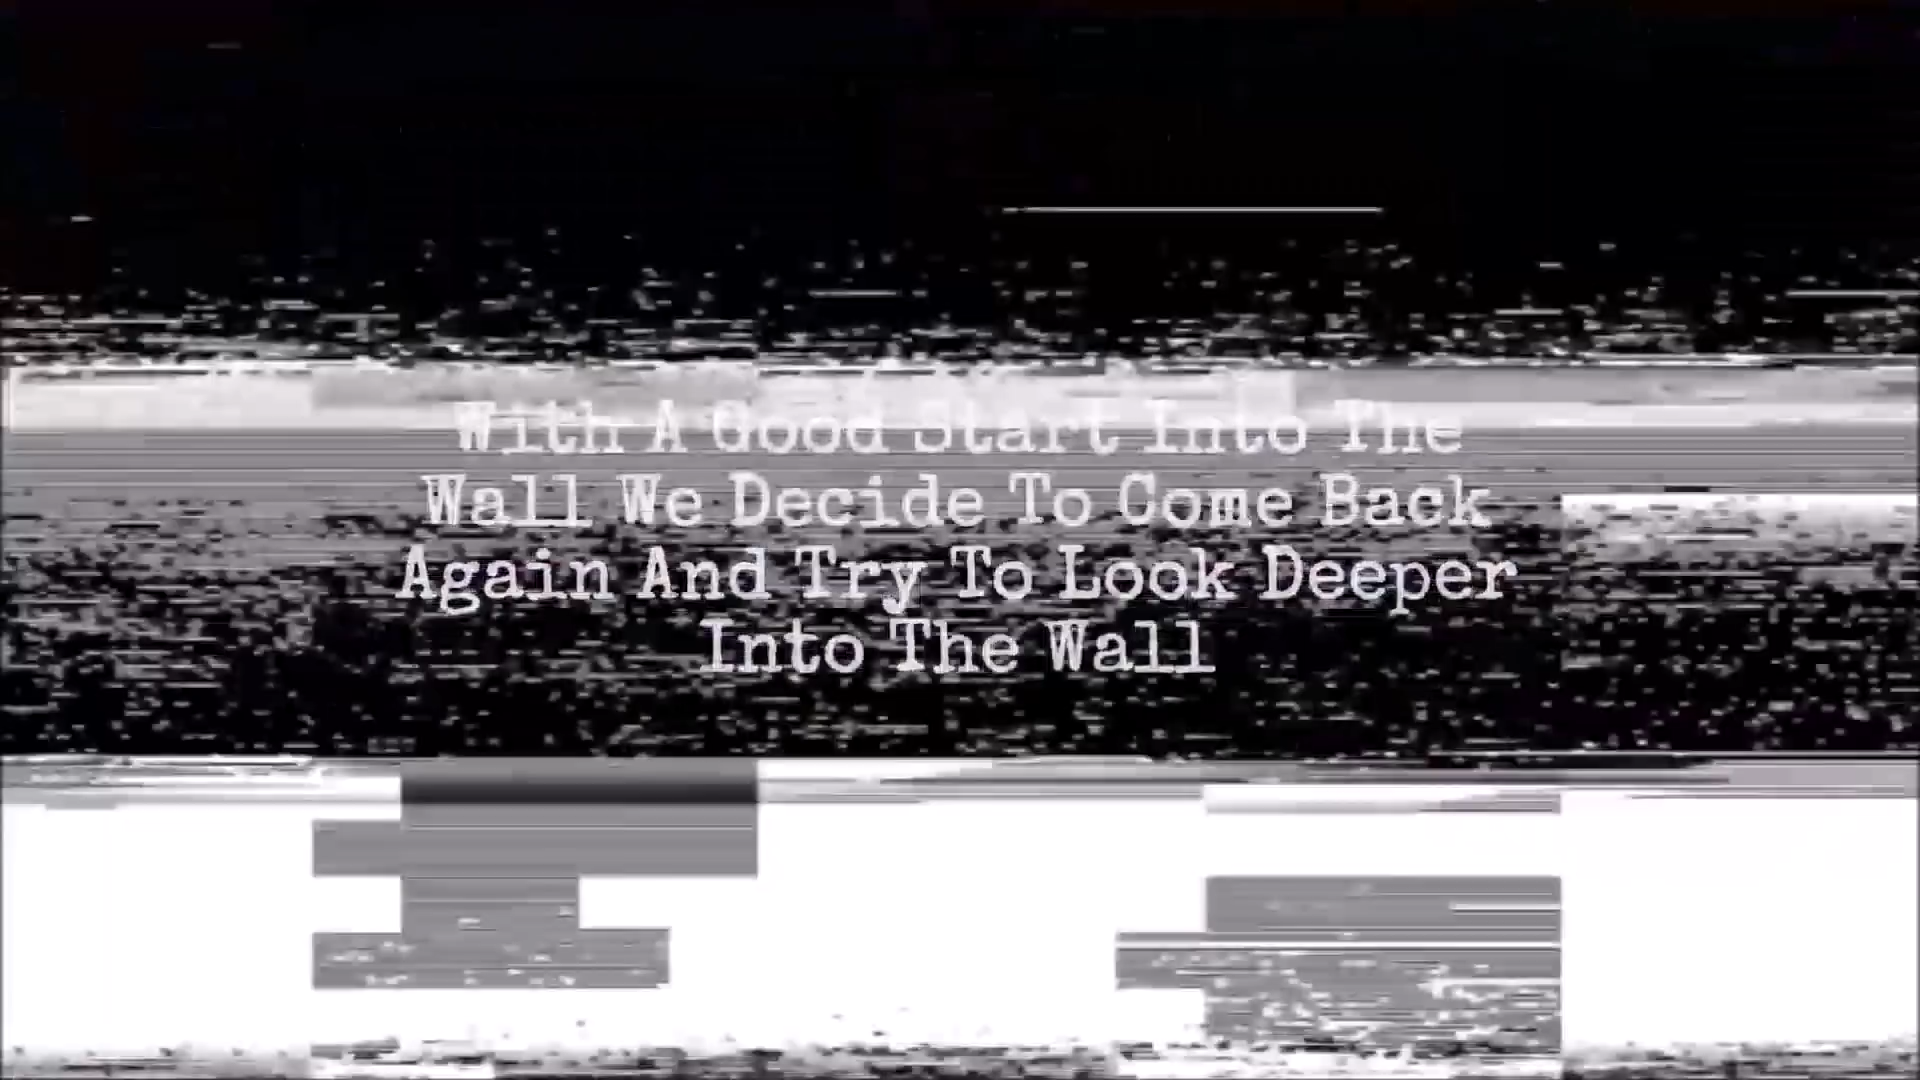 With A Good Start Into The
Wall We Decide To Come Back
Again And Try To Look Deeper
Into The Wall